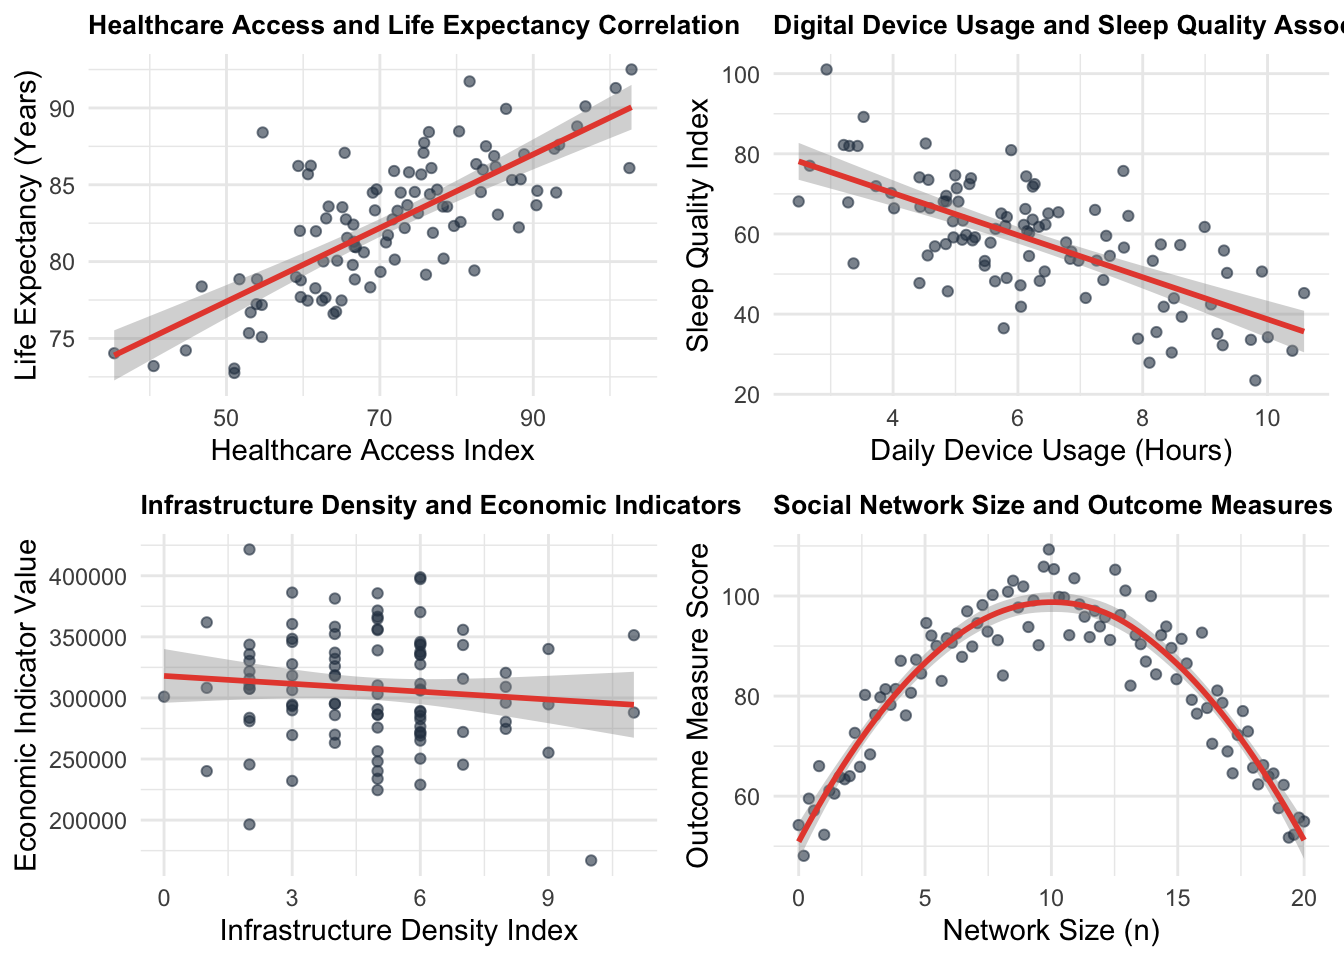 Healthcare Access and Life Expectancy Correlation
Life Expectancy (Years)
90
85
80
75
50 70 90
Healthcare Access Index
Digital Device Usage and Sleep Quality Asso
Sleep Quality Index
100
80
60
40
20
4 6 8 10
Daily Device Usage (Hours)
Infrastructure Density and Economic Indicators
Economic Indicator Value
400000
350000
300000
250000
200000
0 3 6 9
Infrastructure Density Index
Social Network Size and Outcome Measures
Outcome Measure Score
100
80
60
0 5 10 15 20
Network Size (n)